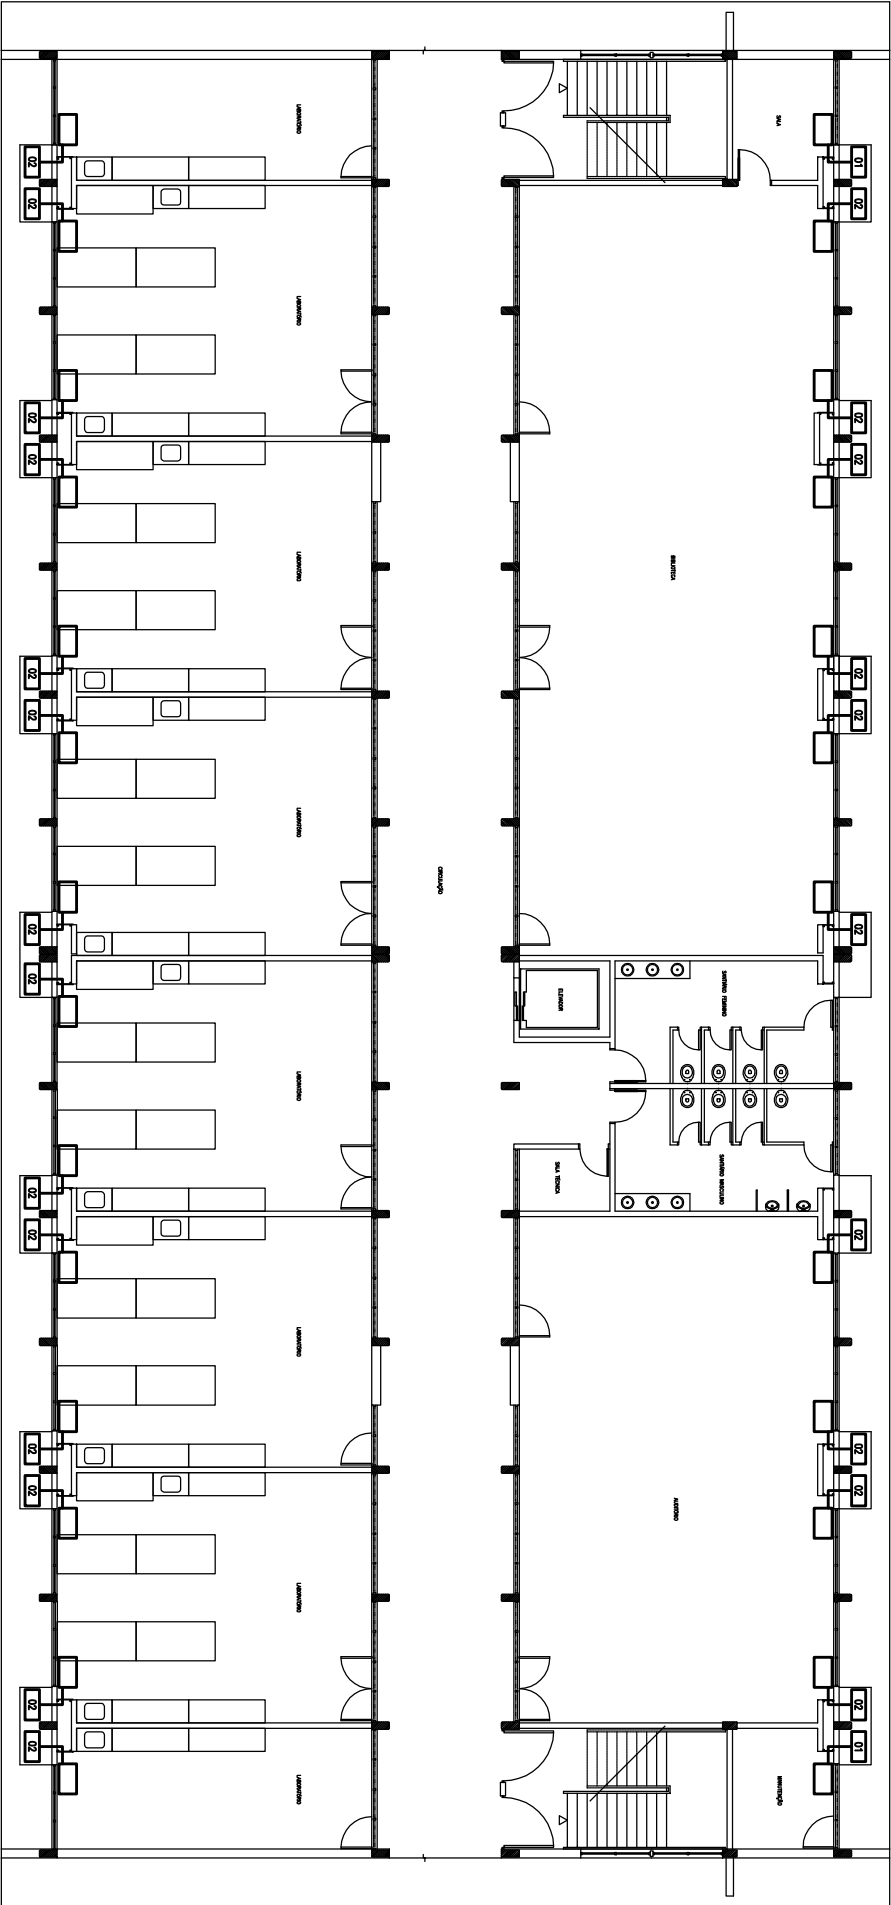 01
02
02
02
02
02
02
02
02
02
02
01
SALA
MANUTENÇÃO
SANITÁRIO FEMININO
SANITÁRIO MASCULINO
BIBLIOTECA
AUDITÓRIO
ELEVADOR
SALA TÉCNICA
CIRCULAÇÃO
LABORATÓRIO
LABORATÓRIO
LABORATÓRIO
LABORATÓRIO
LABORATÓRIO
LABORATÓRIO
LABORATÓRIO
LABORATÓRIO
02
02
02
02
02
02
02
02
02
02
02
02
02
02